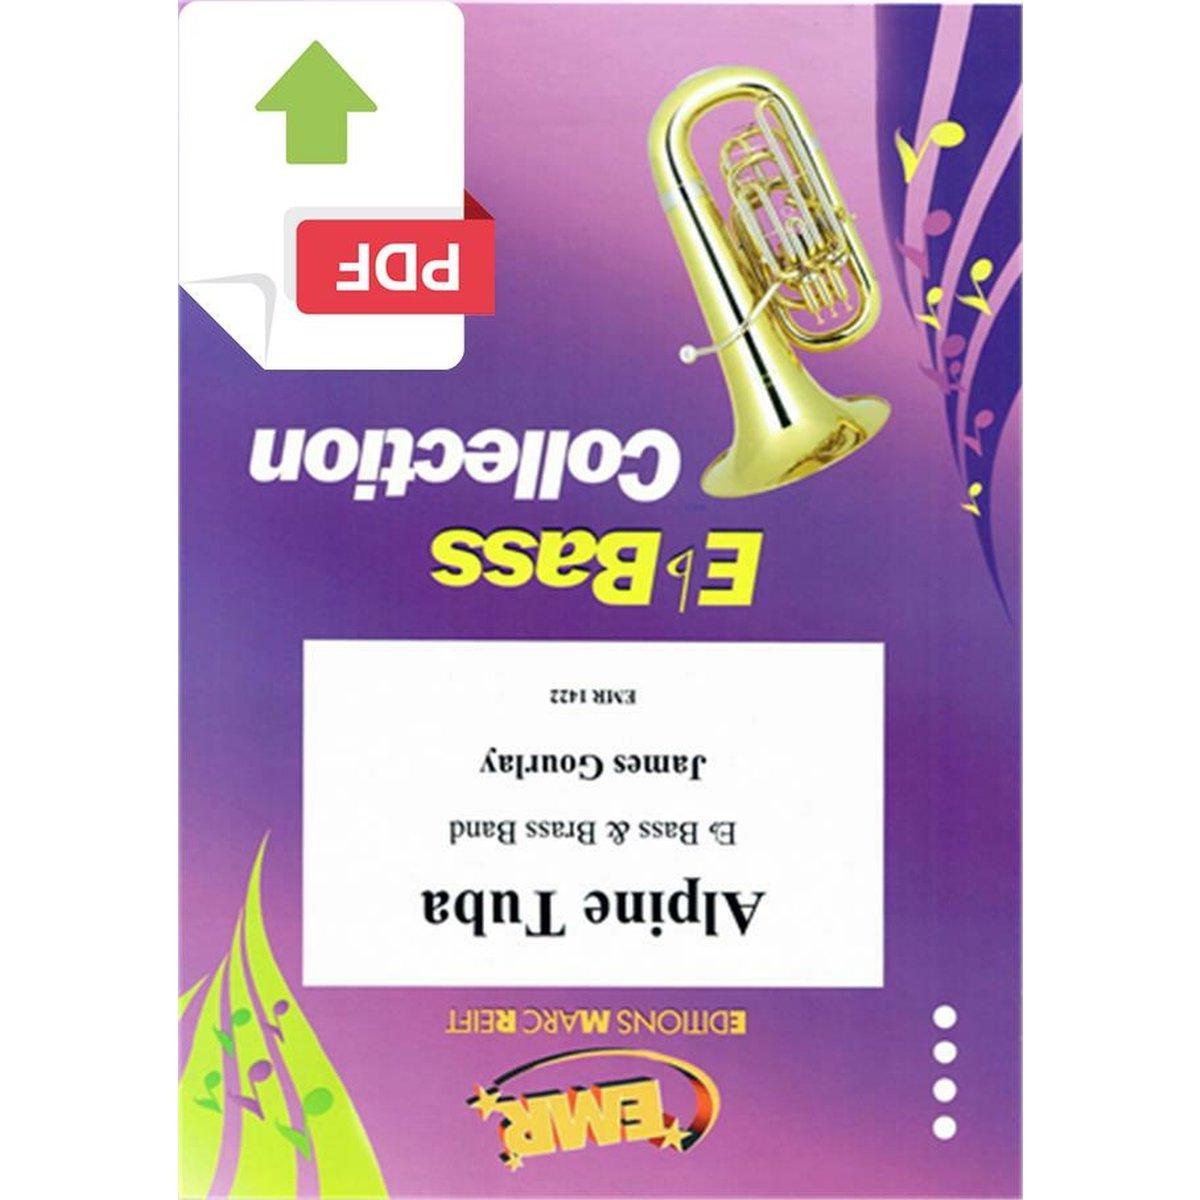 EMR
EDITIONS MARC REIFT
Alpine Tuba
E♭ Bass & Brass Band
James Gourlay
EMR 1422
E♭ Bass
Collection
PDF